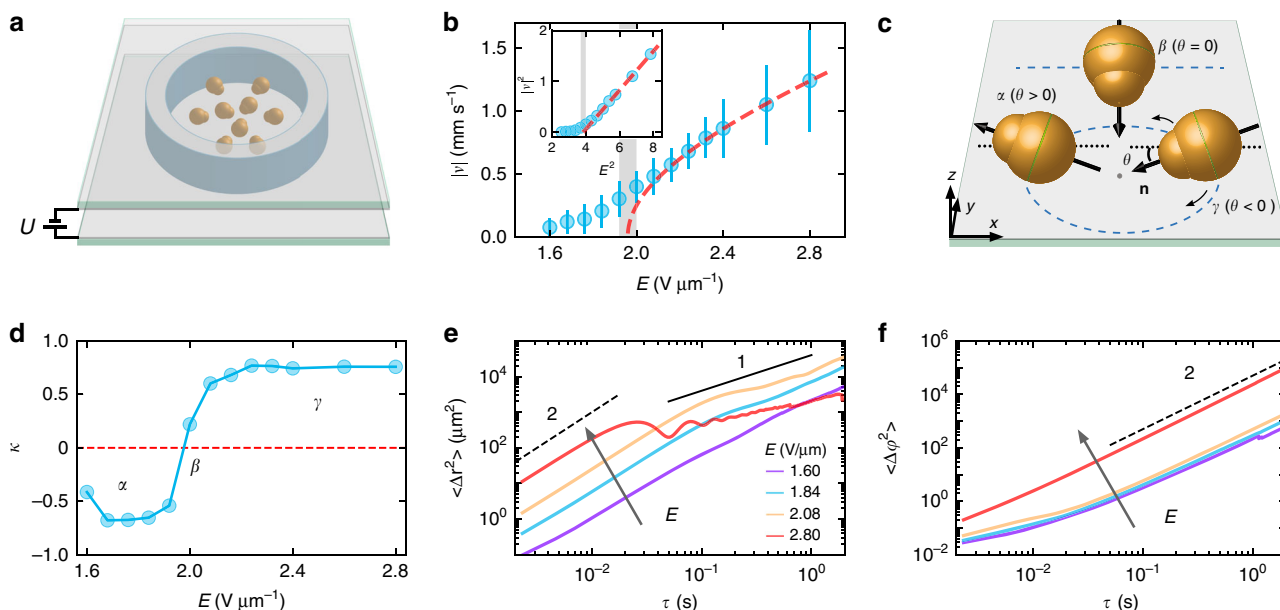 a
U
b
|v| (mm s⁻¹)
1.5
1.0
0.5
0.0
1.6
2.0
2.4
2.8
E (V μm⁻¹)
|v|²
2
1
0
2
4
6
8
E²
c
β (θ = 0)
α (θ > 0)
θ
n
γ (θ < 0 )
z
y
x
d
κ
1.0
0.5
0
−0.5
−1.0
α
β
γ
1.6
2.0
2.4
2.8
E (V μm⁻¹)
e
<Δr²> (μm²)
10⁴
10²
10⁰
2
1
E
E (V/μm)
1.60
1.84
2.08
2.80
10⁻²
10⁻¹
10⁰
τ (s)
f
<Δφ²>
10⁶
10⁴
10²
10⁰
10⁻²
2
E
10⁻²
10⁻¹
10⁰
τ (s)